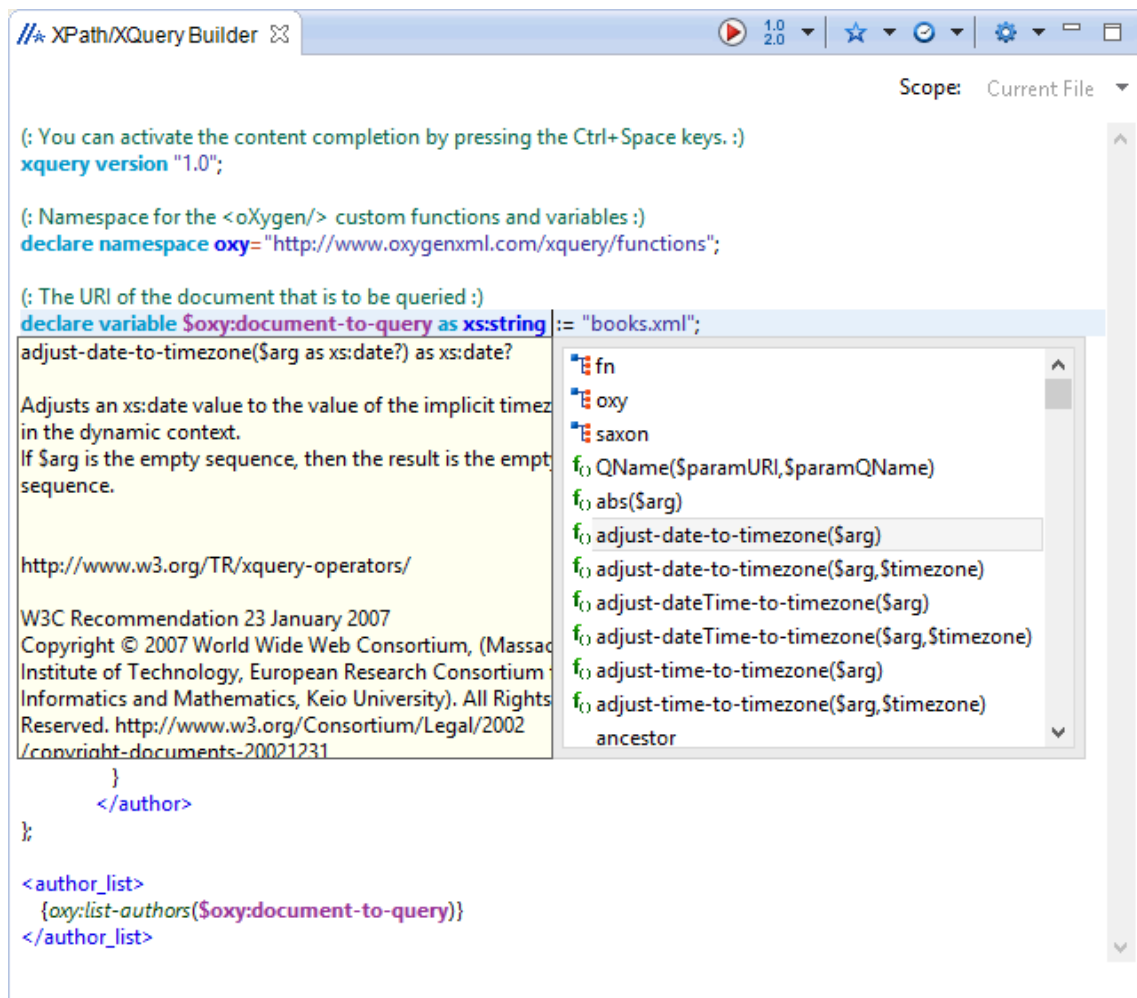 XPath/XQuery Builder
1.0
2.0
Scope: Current File
(: You can activate the content completion by pressing the Ctrl+Space keys. :)
xquery version "1.0";
(: Namespace for the <oXygen/> custom functions and variables :)
declare namespace oxy="http://www.oxygenxml.com/xquery/functions";
(: The URI of the document that is to be queried :)
declare variable $oxy:document-to-query as xs:string := "books.xml";
adjust-date-to-timezone($arg as xs:date?) as xs:date?
Adjusts an xs:date value to the value of the implicit
in the dynamic context.
If $arg is the empty sequence, then the result is the
sequence.
http://www.w3.org/TR/xquery-operators/
W3C Recommendation 23 January 2007
Copyright © 2007 World Wide Web Consortium,
Institute of Technology, European Research Consortium
Informatics and Mathematics, Keio University). All Rights
Reserved. http://www.w3.org/Consortium/Legal/2002
/copyright-documents-20021231
fn
oxy
saxon
f() QName($paramURI,$paramQName)
f() abs($arg)
f() adjust-date-to-timezone($arg)
f() adjust-date-to-timezone($arg,$timezone)
f() adjust-dateTime-to-timezone($arg)
f() adjust-dateTime-to-timezone($arg,$timezone)
f() adjust-time-to-timezone($arg)
f() adjust-time-to-timezone($arg,$timezone)
ancestor
}
</author>
};
<author_list>
{oxy:list-authors($oxy:document-to-query)}
</author_list>